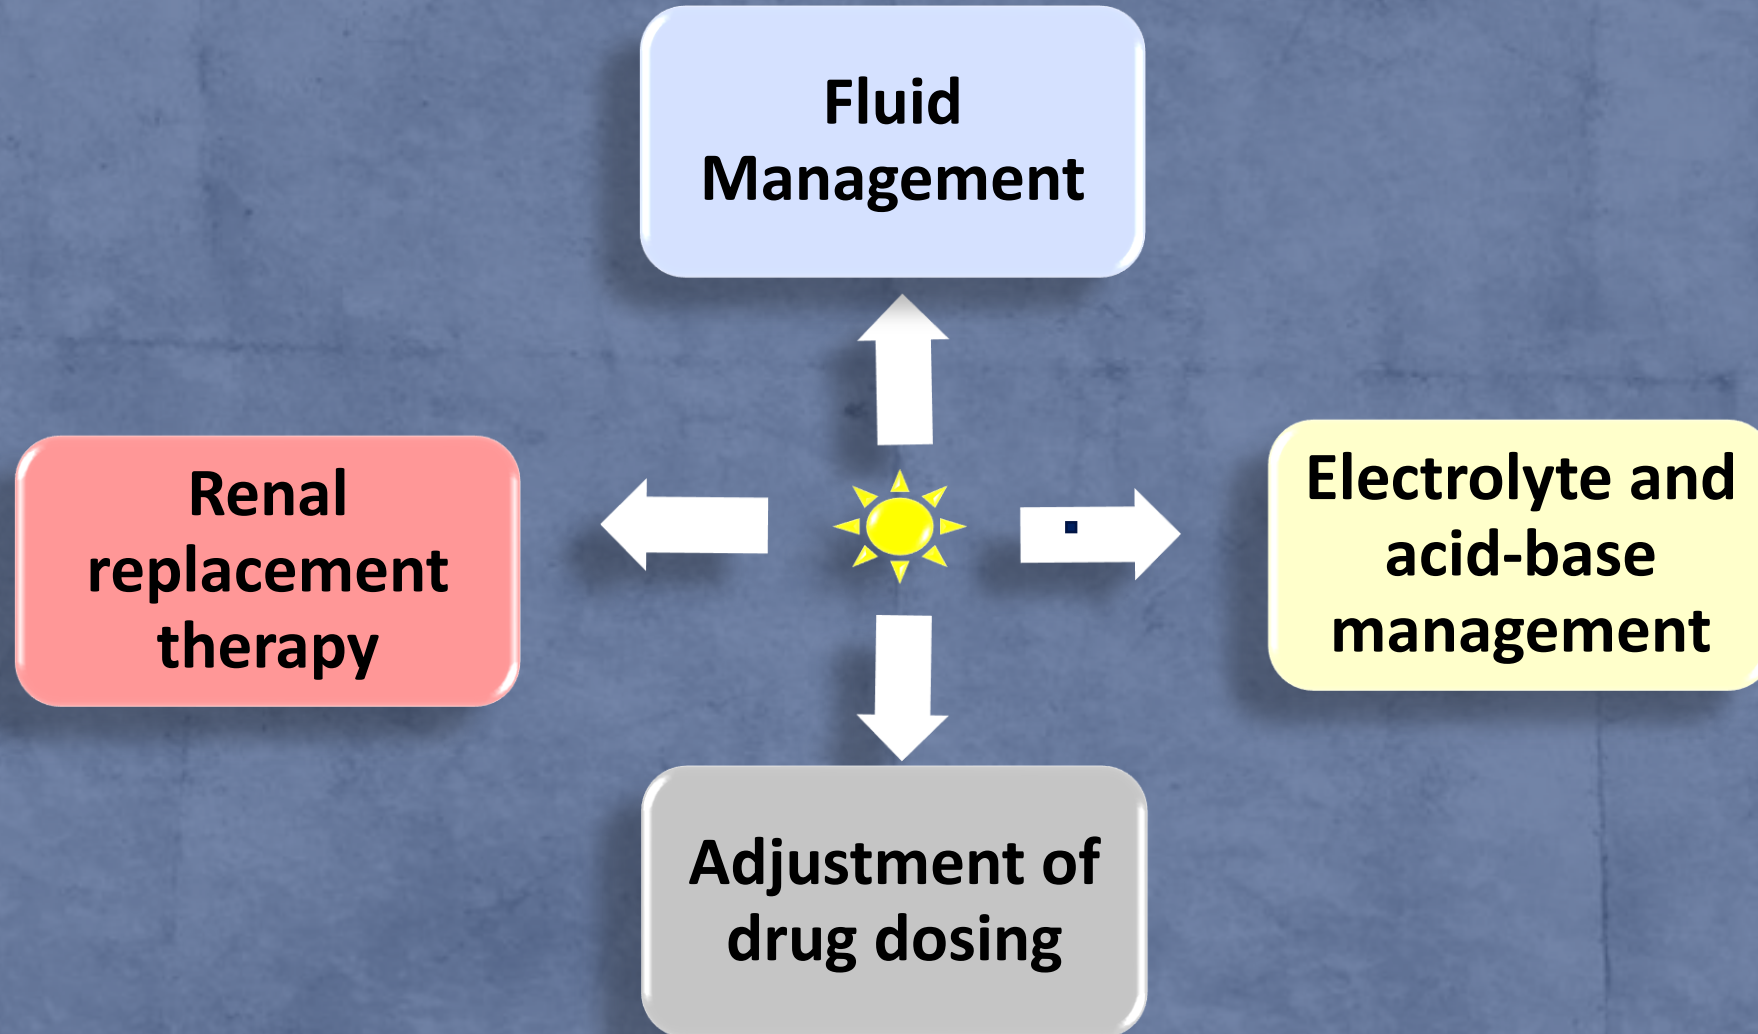 Fluid
Management
Renal
replacement
therapy
Electrolyte and
acid-base
management
Adjustment of
drug dosing